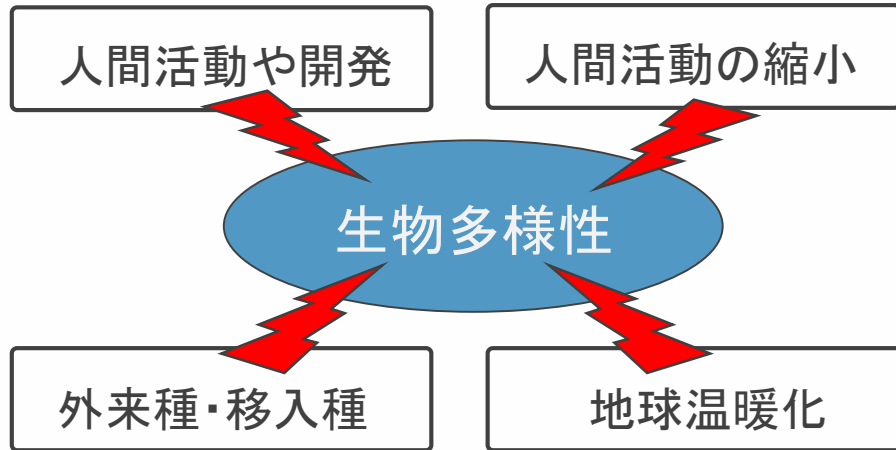 人間活動や開発
人間活動の縮小
生物多様性
外来種・移入種
地球温暖化